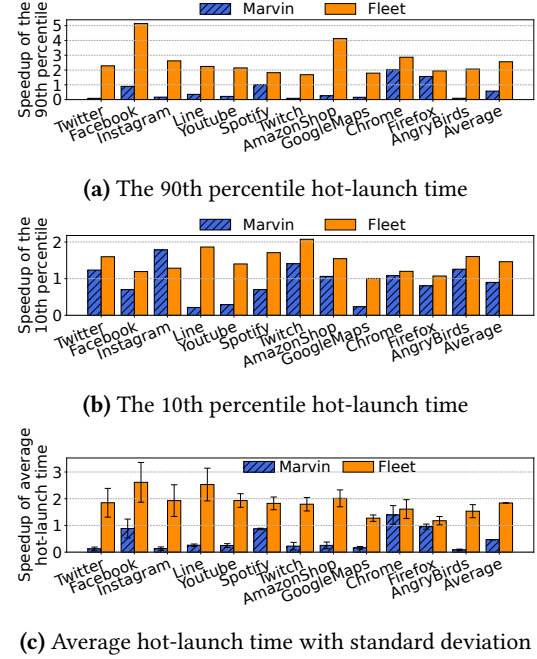 Marvin Fleet
Speedup of the
90th percentile
5
4
3
2
1
0
Twitter
Facebook
Instagram
Line
Youtube
Spotify
Twitch
AmazonShop
GoogleMaps
Chrome
Firefox
AngryBirds
Average
(a) The 90th percentile hot-launch time
Marvin Fleet
Speedup of the
10th percentile
2
1
0
Twitter
Facebook
Instagram
Line
Youtube
Spotify
Twitch
AmazonShop
GoogleMaps
Chrome
Firefox
AngryBirds
Average
(b) The 10th percentile hot-launch time
Marvin Fleet
Speedup of average
hot-launch time
3
2
1
0
Twitter
Facebook
Instagram
Line
Youtube
Spotify
Twitch
AmazonShop
GoogleMaps
Chrome
Firefox
AngryBirds
Average
(c) Average hot-launch time with standard deviation